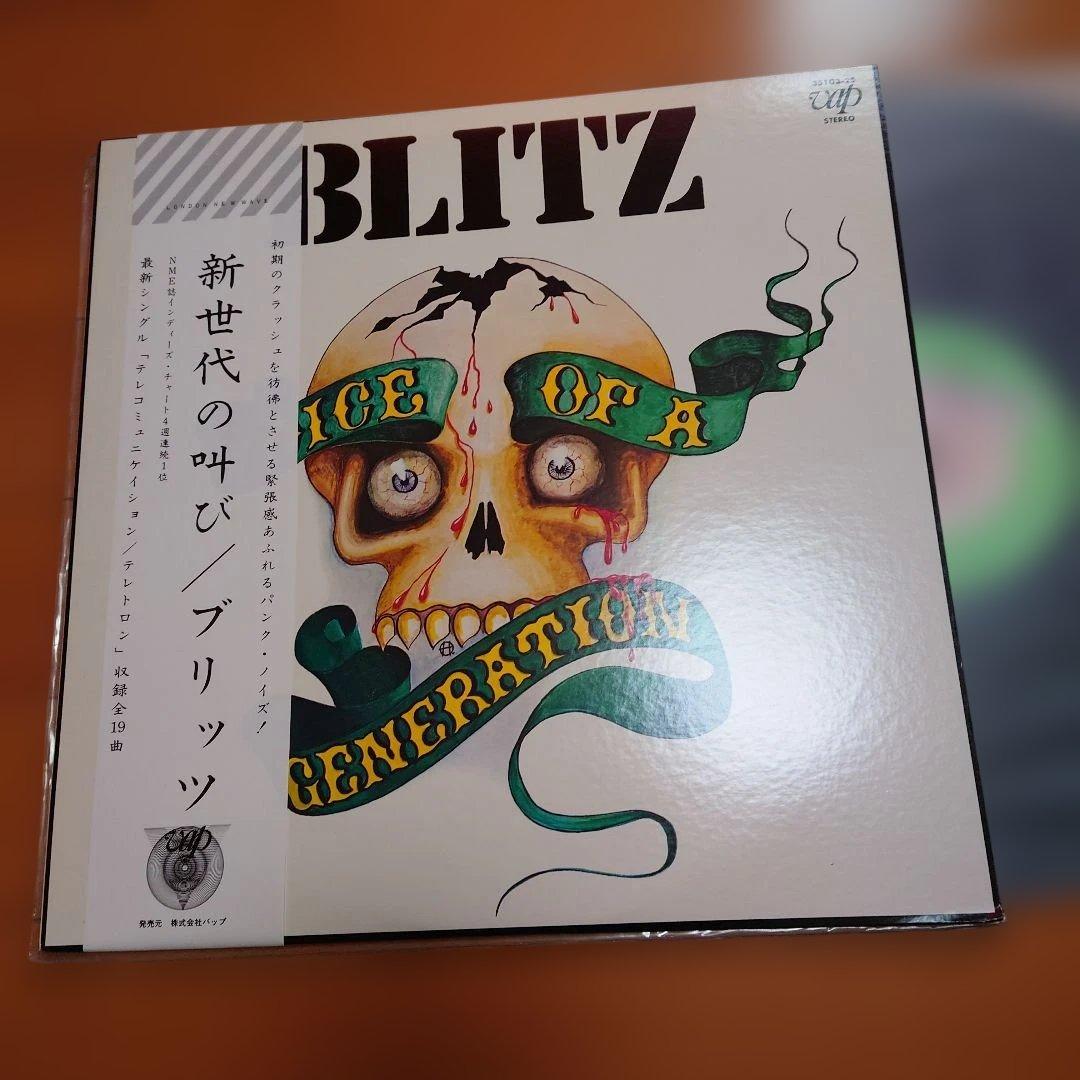 35103-25
vap
STEREO
BLITZ
LONDON NEW WAVE
初期のクラッシュを彷彿とさせる緊張感あふれるパンク・ノイズ!
新世代の叫び/ブリッツ
NME誌インディーズ・チャート4週連続1位
最新シングル「テレコミュニケイション/テレトロン」収録全19曲
ICE OF A
GENERATION
vap
発売元 株式会社バップ